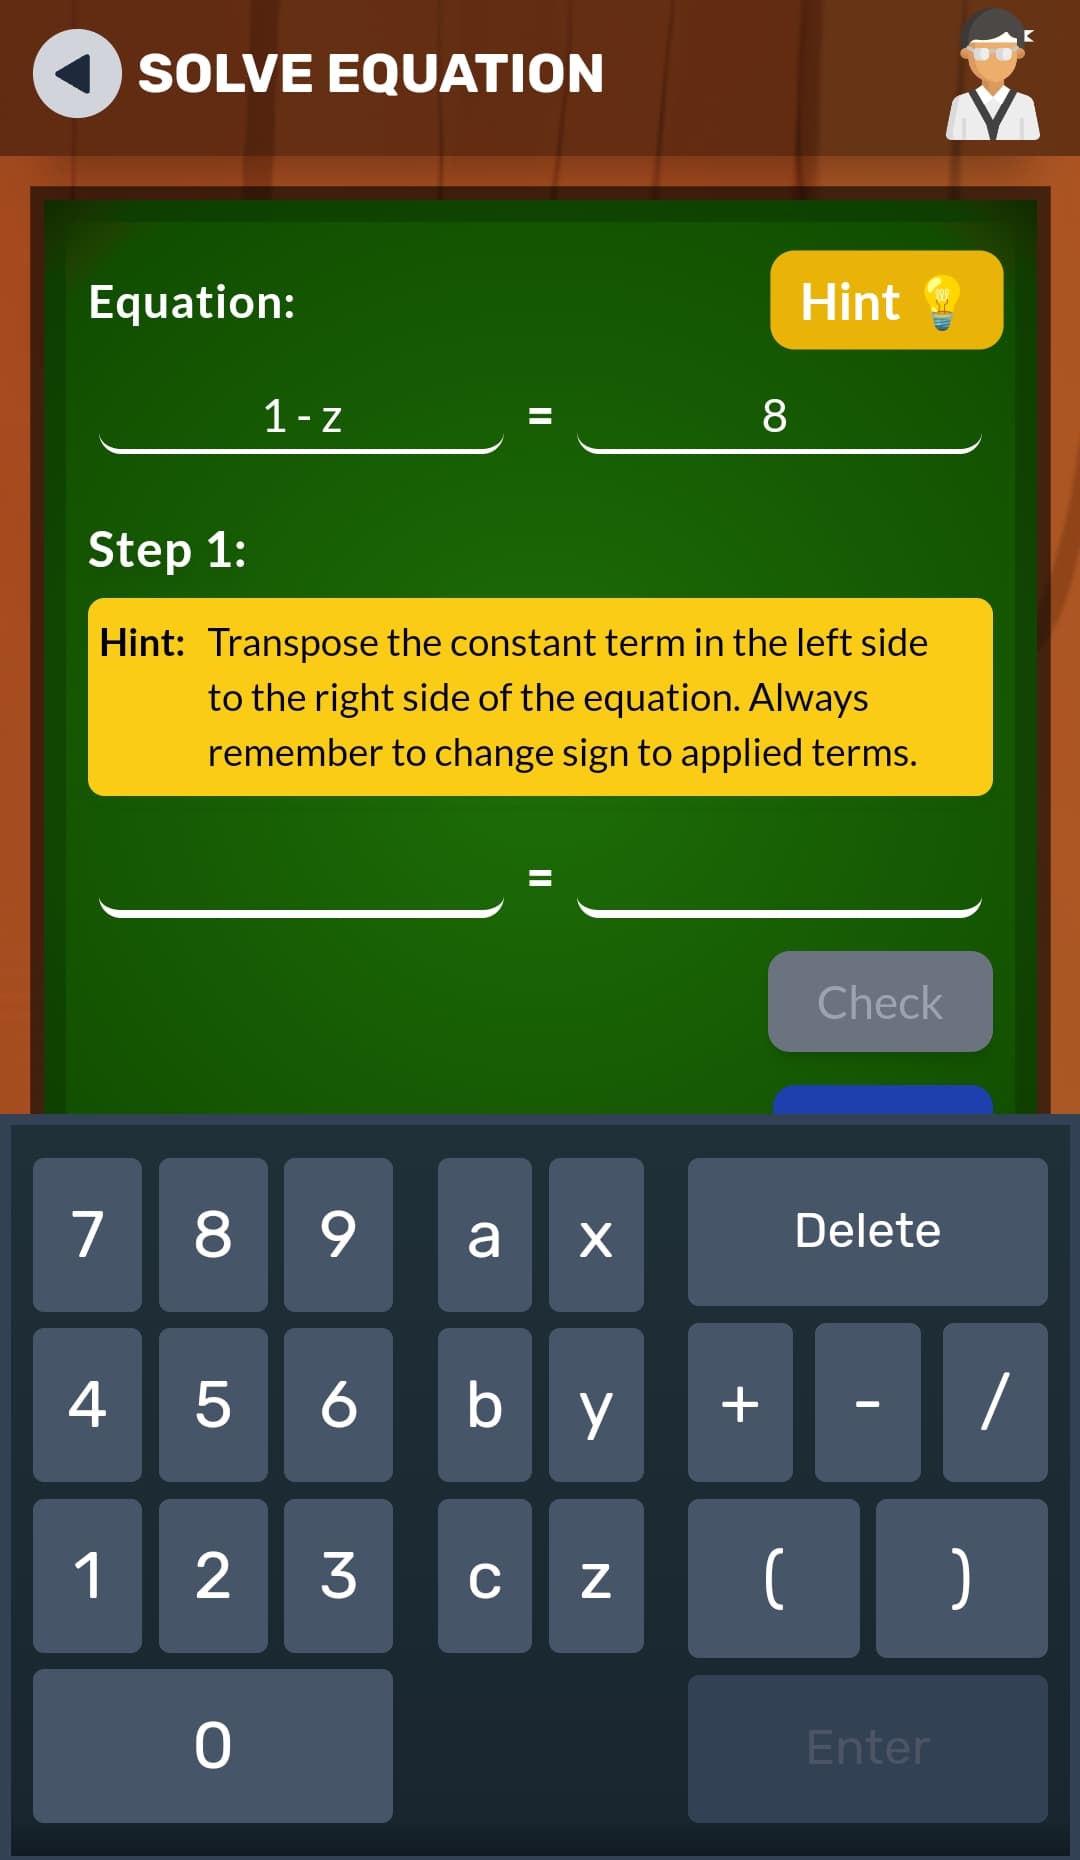 SOLVE EQUATION
Equation:
Hint
1 - z = 8
Step 1:
Hint: Transpose the constant term in the left side
to the right side of the equation. Always
remember to change sign to applied terms.
=
Check
7 8 9 a x Delete
4 5 6 b y + - /
1 2 3 c z ( )
0 Enter